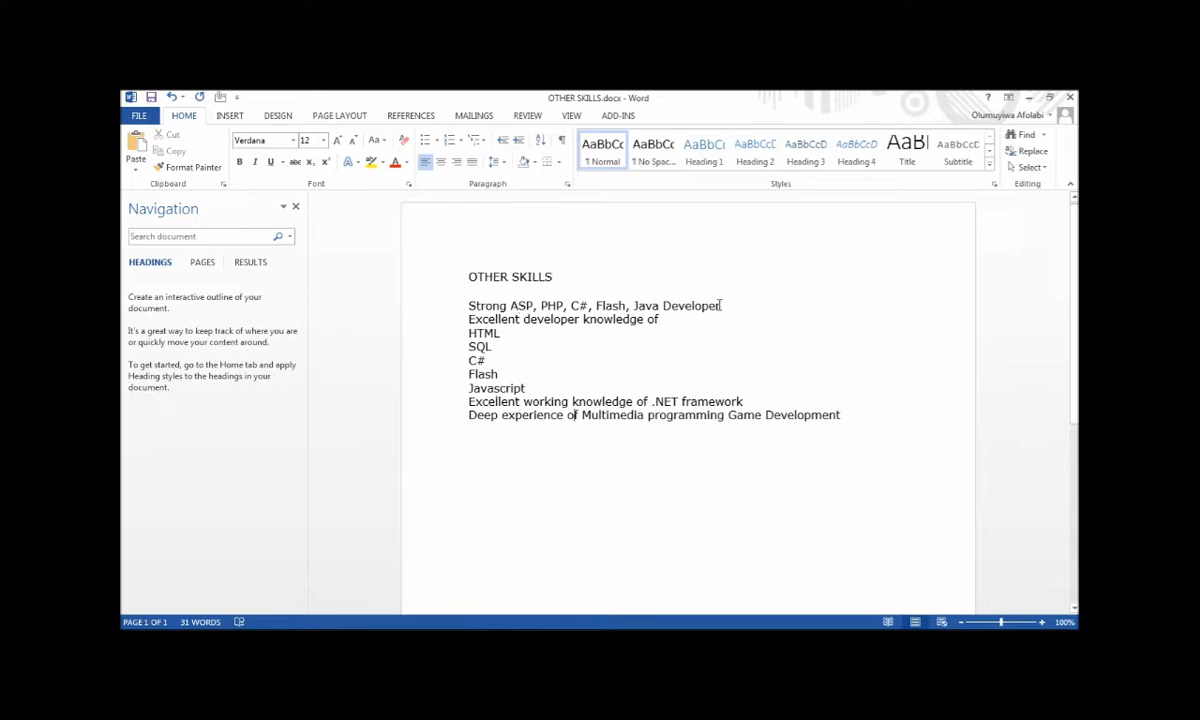 OTHER SKILLS.docx - Word
FILE HOME INSERT DESIGN PAGE LAYOUT REFERENCES MAILINGS REVIEW VIEW ADD-INS
Olumuyiwa Afolabi
Paste
Cut
Copy
Format Painter
Clipboard
Verdana 12
Font
Paragraph
AaBbCc AaBbCc AaBbC AaBbCc AaBbCc AaBbCc AaBl AaBbCc
¶ Normal ¶ No Spac... Heading 1 Heading 2 Heading 3 Heading 4 Title Subtitle
Styles
Find
Replace
Select
Editing
Navigation
Search document
HEADINGS PAGES RESULTS
Create an interactive outline of your
document.
It's a great way to keep track of where you are
or quickly move your content around.
To get started, go to the Home tab and apply
Heading styles to the headings in your
document.
OTHER SKILLS
Strong ASP, PHP, C#, Flash, Java Developer
Excellent developer knowledge of
HTML
SQL
C#
Flash
Javascript
Excellent working knowledge of .NET framework
Deep experience of Multimedia programming Game Development
PAGE 1 OF 1 31 WORDS
100%